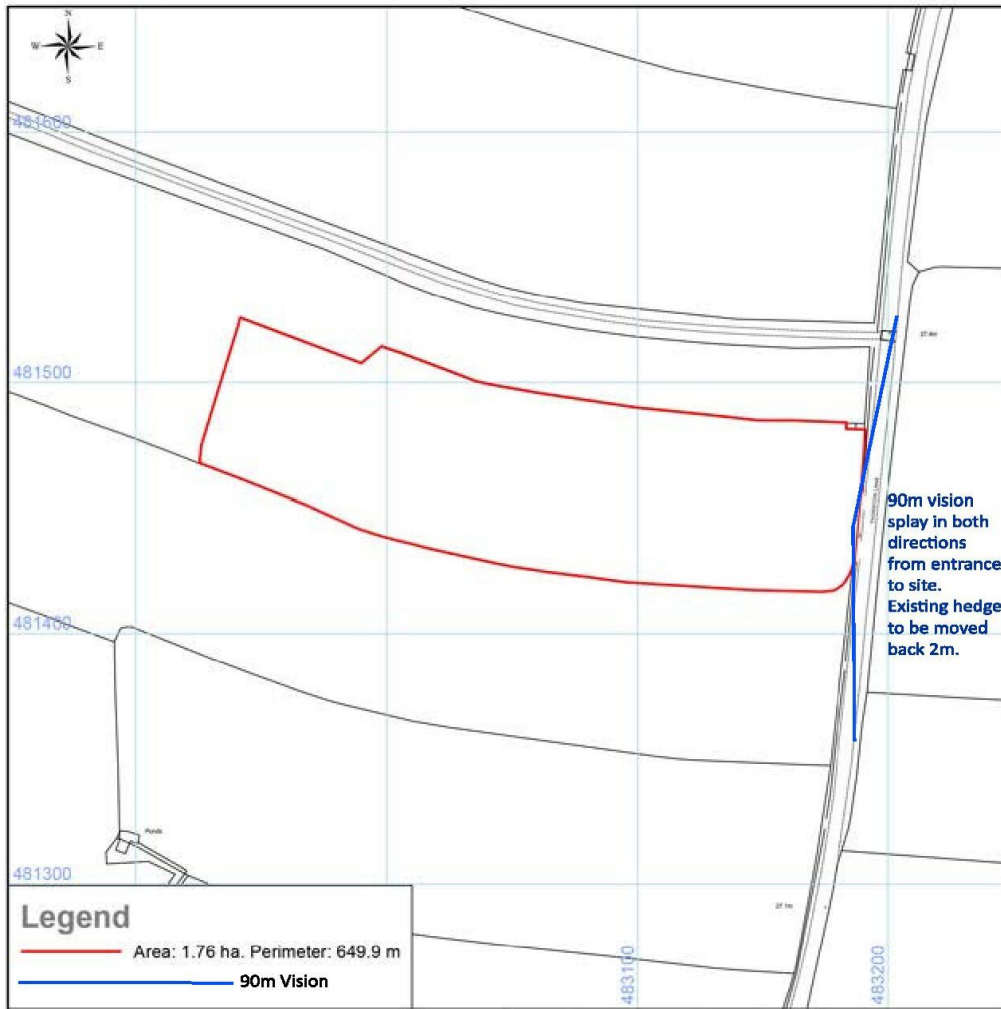 N
W E
S
481600
27.4m
481500
THORNTON LANE
90m vision
splay in both
directions
from entrance
to site.
Existing hedge
to be moved
back 2m.
481400
Ponds
481300
27.1m
483100
483200
Legend
Area: 1.76 ha. Perimeter: 649.9 m
90m Vision